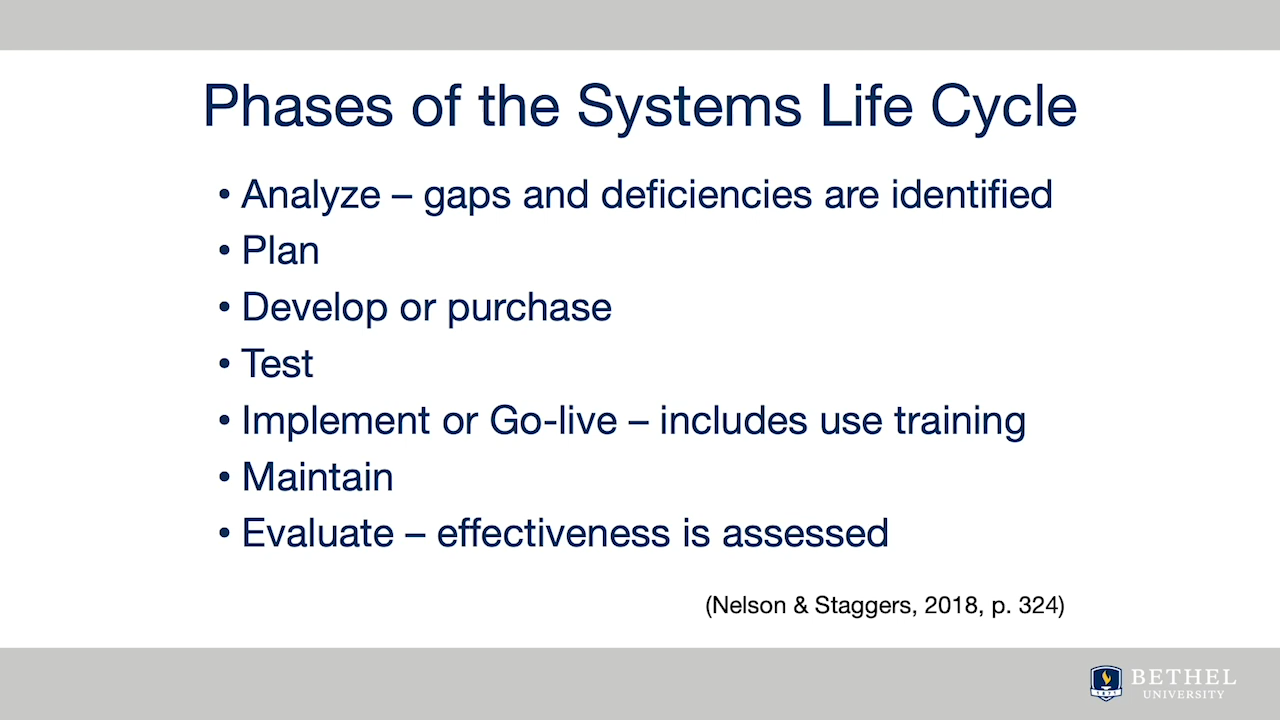 Phases of the Systems Life Cycle
• Analyze – gaps and deficiencies are identified
• Plan
• Develop or purchase
• Test
• Implement or Go-live – includes use training
• Maintain
• Evaluate – effectiveness is assessed
(Nelson & Staggers, 2018, p. 324)
BETHEL
UNIVERSITY